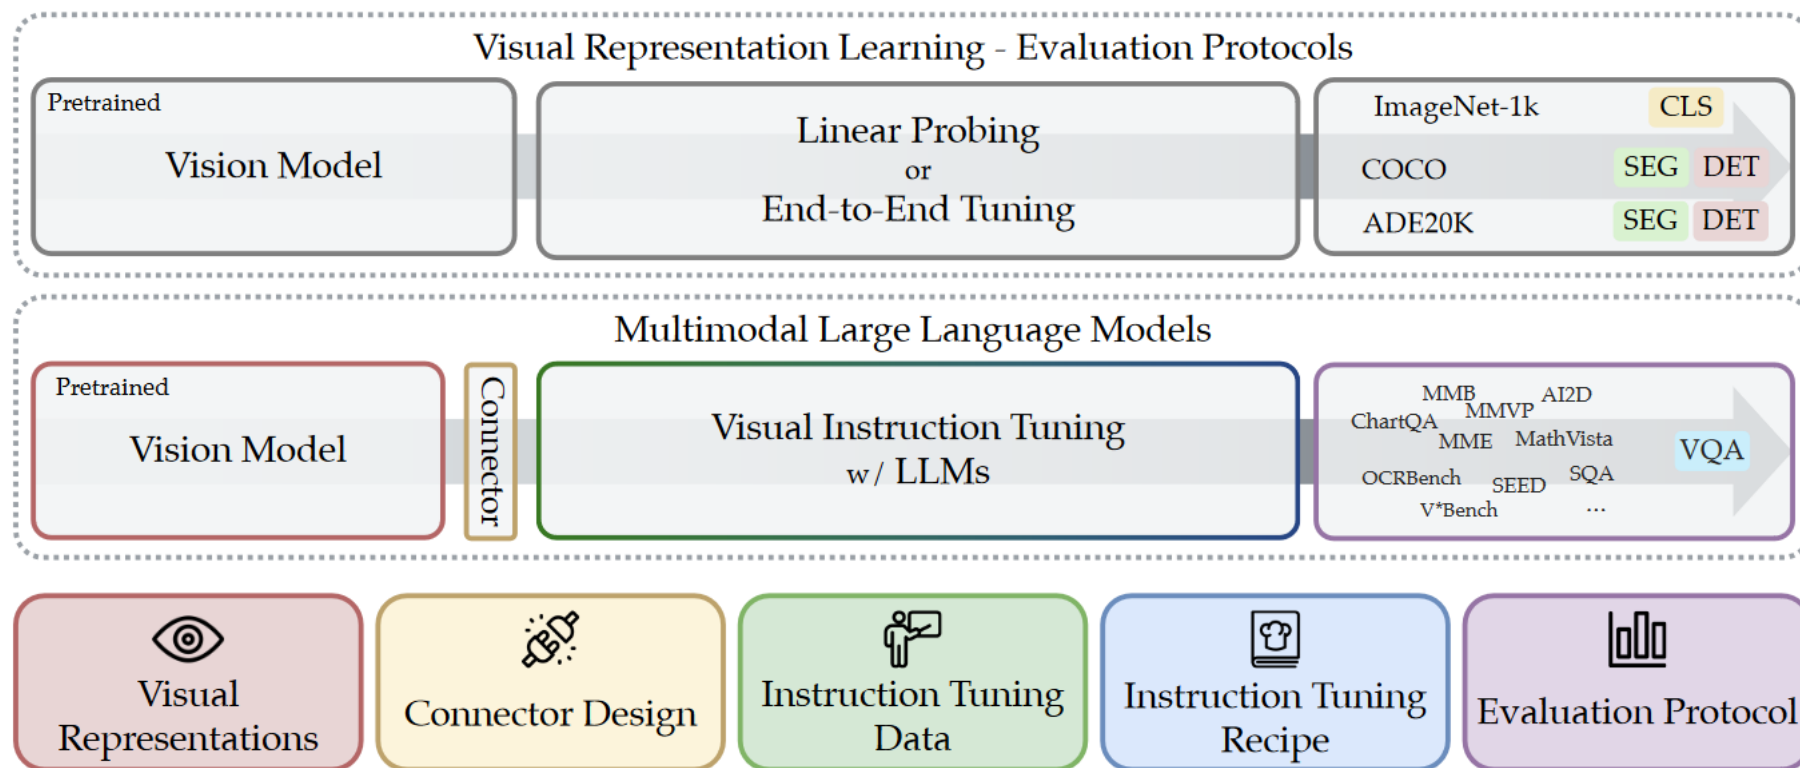 Visual Representation Learning - Evaluation Protocols
Pretrained
Vision Model
Linear Probing
or
End-to-End Tuning
ImageNet-1k CLS
COCO SEG DET
ADE20K SEG DET
Multimodal Large Language Models
Pretrained
Vision Model
Connector
Visual Instruction Tuning
w/ LLMs
MMB AI2D
MMVP
ChartQA
MME MathVista
VQA
OCRBench SQA
SEED
V*Bench ...
Visual
Representations
Connector Design
Instruction Tuning
Data
Instruction Tuning
Recipe
Evaluation Protocol